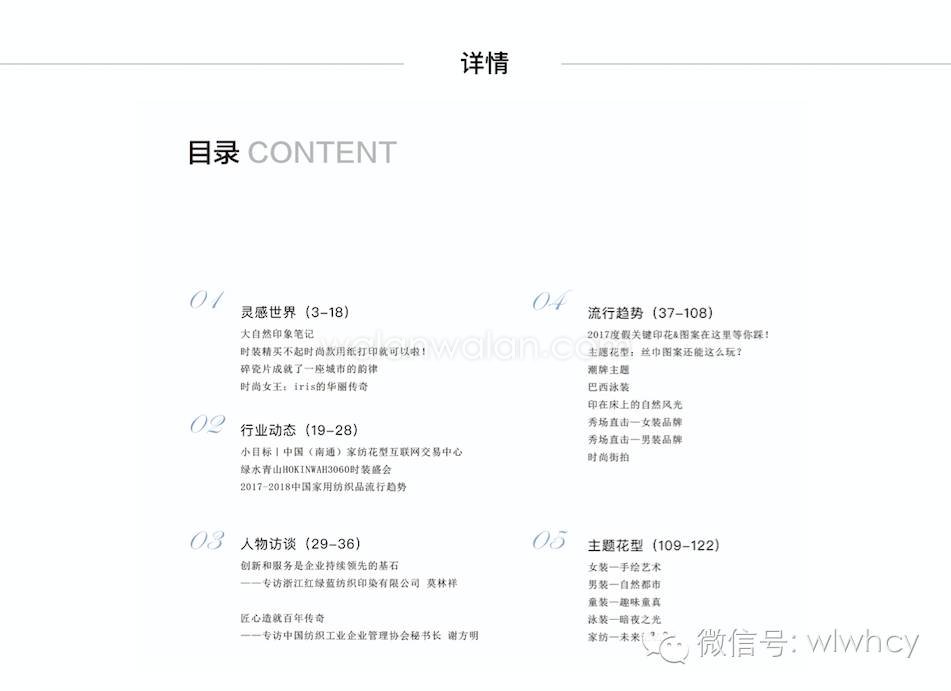 详情
目录 CONTENT
01
灵感世界（3-18）
大自然印象笔记
时装精买不起时尚款用纸打印就可以啦！
碎瓷片成就了一座城市的韵律
时尚女王：iris的华丽传奇
02
行业动态（19-28）
小目标丨中国（南通）家纺花型互联网交易中心
绿水青山HOKINWAH3060时装盛会
2017-2018中国家用纺织品流行趋势
03
人物访谈（29-36）
创新和服务是企业持续领先的基石
——专访浙江红绿蓝纺织印染有限公司 莫林祥
匠心造就百年传奇
——专访中国纺织工业企业管理协会秘书长 谢方明
04
流行趋势（37-108）
2017度假关键印花&图案在这里等你踩！
主题花型：丝巾图案还能这么玩？
潮牌主题
巴西泳装
印在床上的自然风光
秀场直击—女装品牌
秀场直击—男装品牌
时尚街拍
05
主题花型（109-122）
女装—手绘艺术
男装—自然都市
童装—趣味童真
泳装—暗夜之光
家纺—未来
walanwalan.com
微信号: wlwhcy